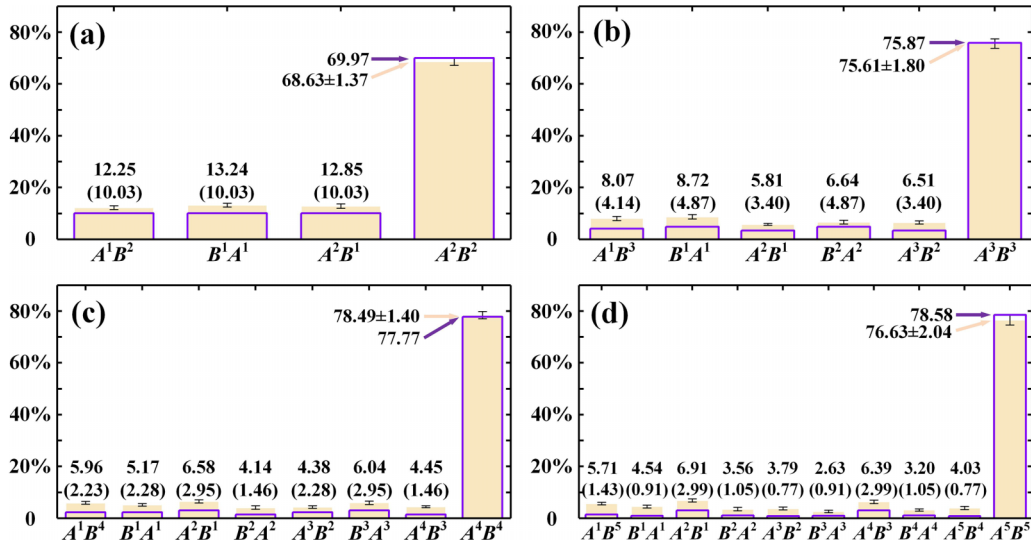 (a)
80%
60%
40%
20%
0
69.97
68.63±1.37
12.25 13.24 12.85
(10.03) (10.03) (10.03)
A¹B² B¹A¹ A²B¹ A²B²
(b)
80%
60%
40%
20%
0
75.87
75.61±1.80
8.07 8.72 5.81 6.64 6.51
(4.14) (4.87) (3.40) (4.87) (3.40)
A¹B³ B¹A¹ A²B¹ B²A² A³B² A³B³
(c)
80%
60%
40%
20%
0
78.49±1.40
77.77
5.96 5.17 6.58 4.14 4.38 6.04 4.45
(2.23) (2.28) (2.95) (1.46) (2.28) (2.95) (1.46)
A¹B⁴ B¹A¹ A²B¹ B²A² A³B² B³A³ A⁴B³ A⁴B⁴
(d)
80%
60%
40%
20%
0
78.58
76.63±2.04
5.71 4.54 6.91 3.56 3.79 2.63 6.39 3.20 4.03
(1.43) (0.91) (2.99) (1.05) (0.77) (0.91) (2.99) (1.05) (0.77)
A¹B⁵ B¹A¹ A²B¹ B²A² A³B² B³A³ A⁴B³ B⁴A⁴ A⁵B⁴ A⁵B⁵